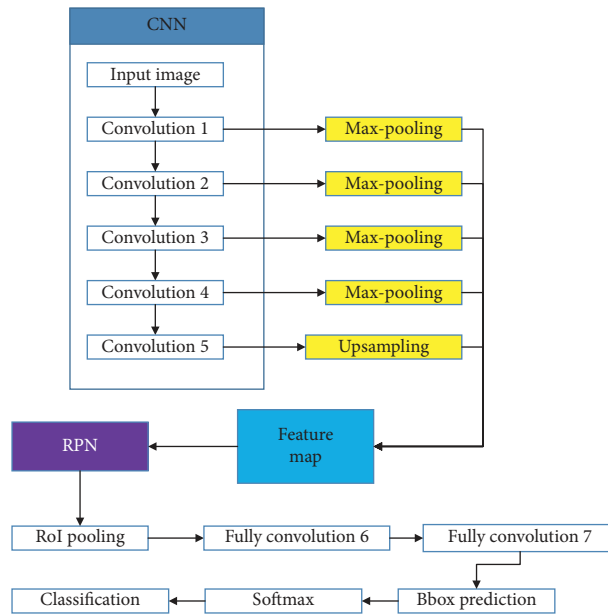 CNN
Input image
Convolution 1
Max-pooling
Convolution 2
Max-pooling
Convolution 3
Max-pooling
Convolution 4
Max-pooling
Convolution 5
Upsampling
RPN
Feature
map
RoI pooling
Fully convolution 6
Fully convolution 7
Classification
Softmax
Bbox prediction